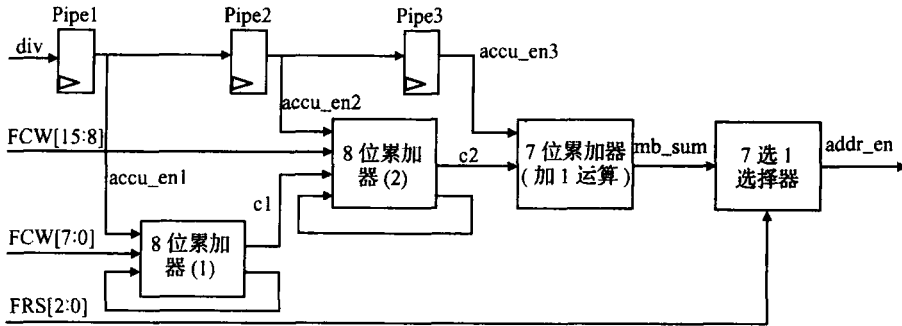 Pipe1
Pipe2
Pipe3
div
accu_en3
accu_en2
FCW[15:8]
8 位累加
器(2)
c2
7 位累加器
(加 1 运算)
mb_sum
7 选 1
选择器
addr_en
accu_en1
c1
FCW[7:0]
8 位累加
器(1)
FRS[2:0]